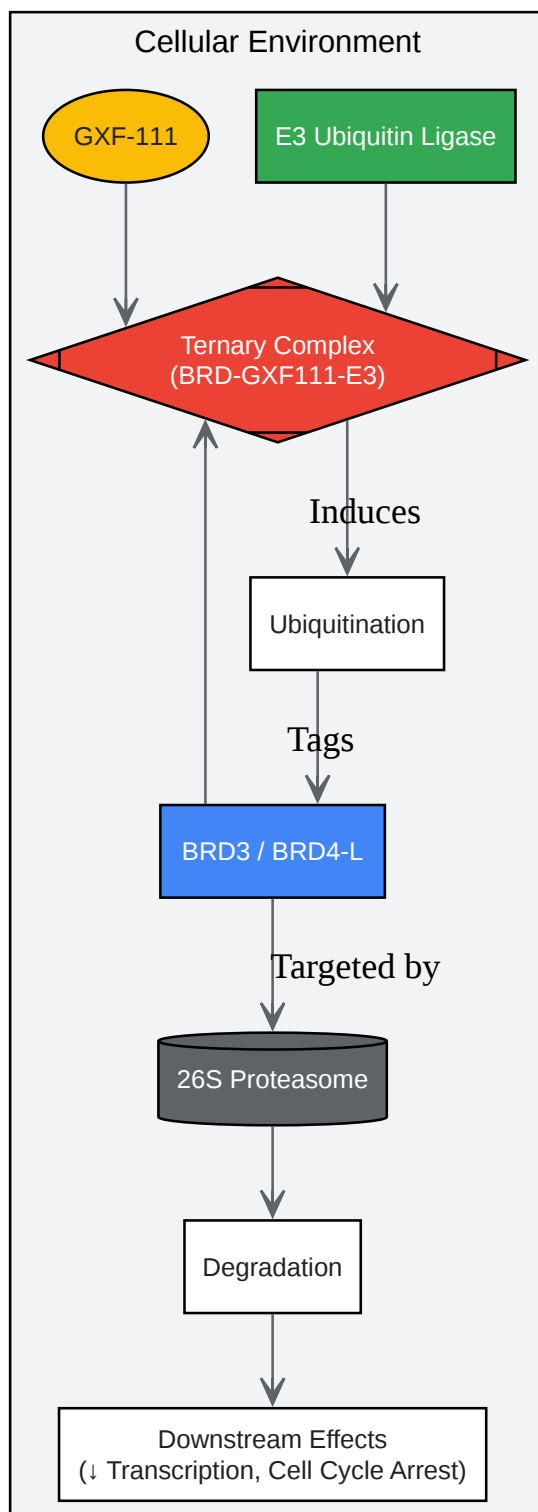 Cellular Environment
GXF-111
E3 Ubiquitin Ligase
Ternary Complex
(BRD-GXF111-E3)
Induces
Ubiquitination
Tags
BRD3 / BRD4-L
Targeted by
26S Proteasome
Degradation
Downstream Effects
(↓ Transcription, Cell Cycle Arrest)